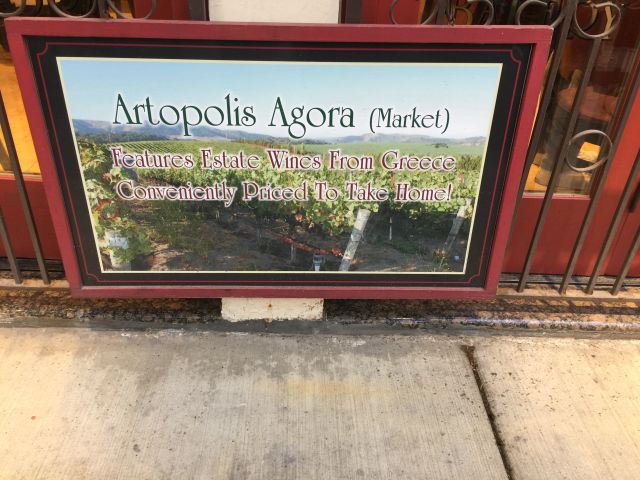 Artopolis Agora (Market)
Features Estate Wines From Greece
Conveniently Priced To Take Home!